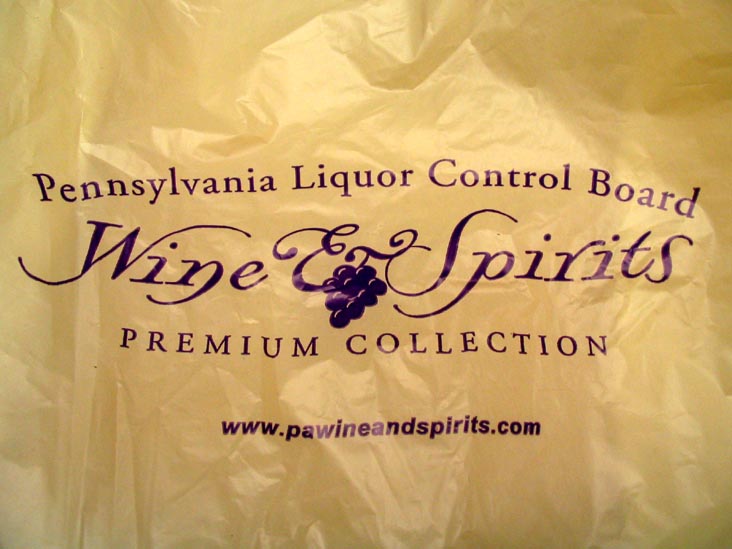 Pennsylvania Liquor Control Board
Wine & Spirits
PREMIUM COLLECTION
www.pawineandspirits.com